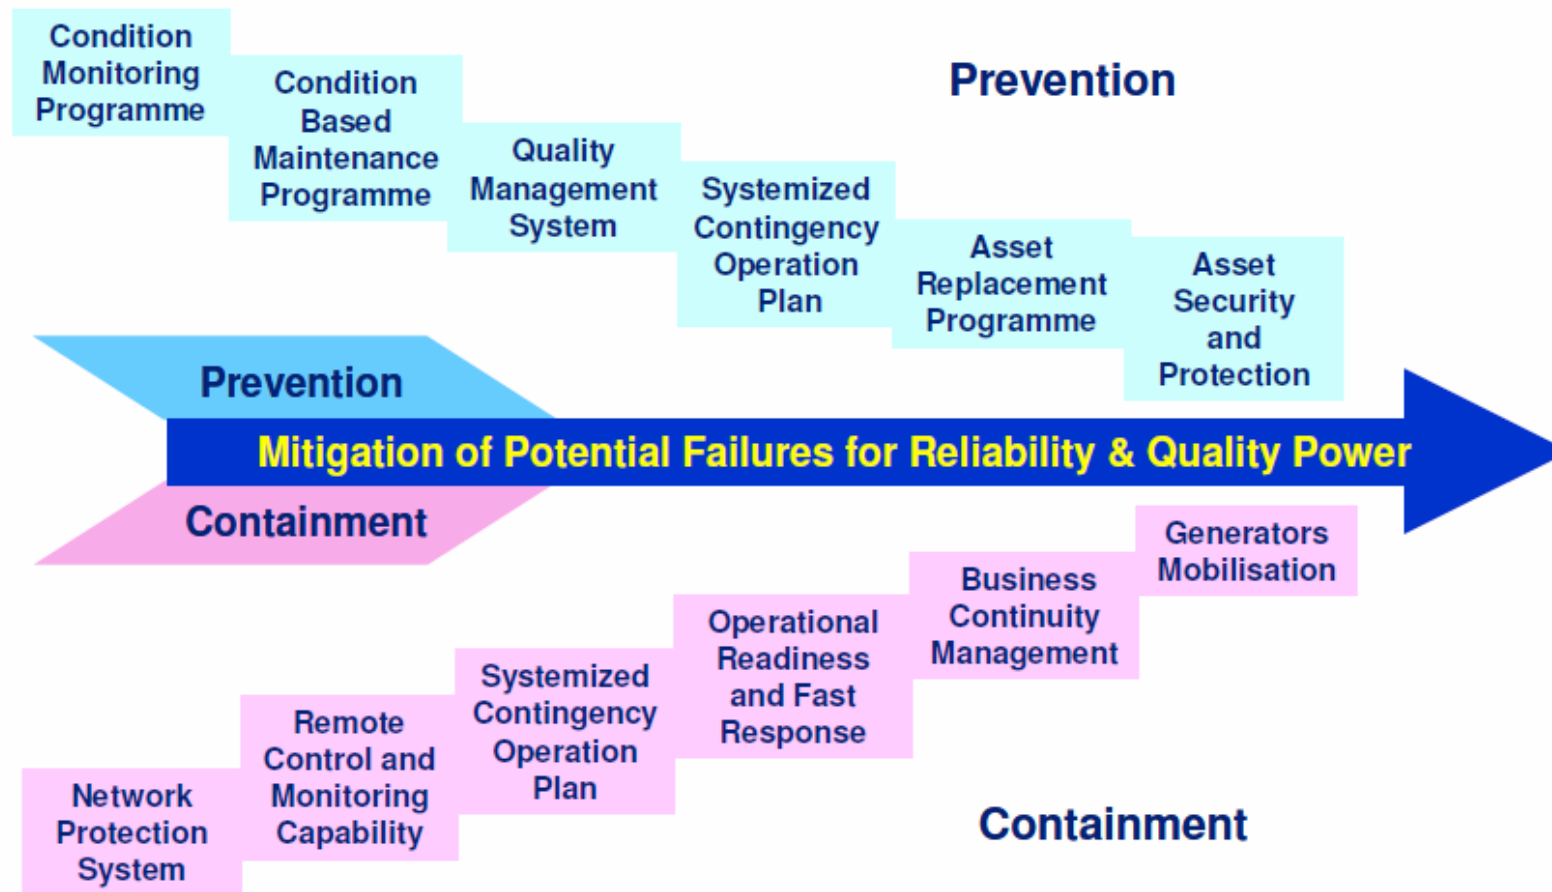 Condition
Monitoring
Programme
Condition
Based
Maintenance
Programme
Quality
Management
System
Systemized
Contingency
Operation
Plan
Asset
Replacement
Programme
Asset
Security
and
Protection
Prevention
Prevention
Mitigation of Potential Failures for Reliability & Quality Power
Containment
Network
Protection
System
Remote
Control and
Monitoring
Capability
Systemized
Contingency
Operation
Plan
Operational
Readiness
and Fast
Response
Business
Continuity
Management
Generators
Mobilisation
Containment